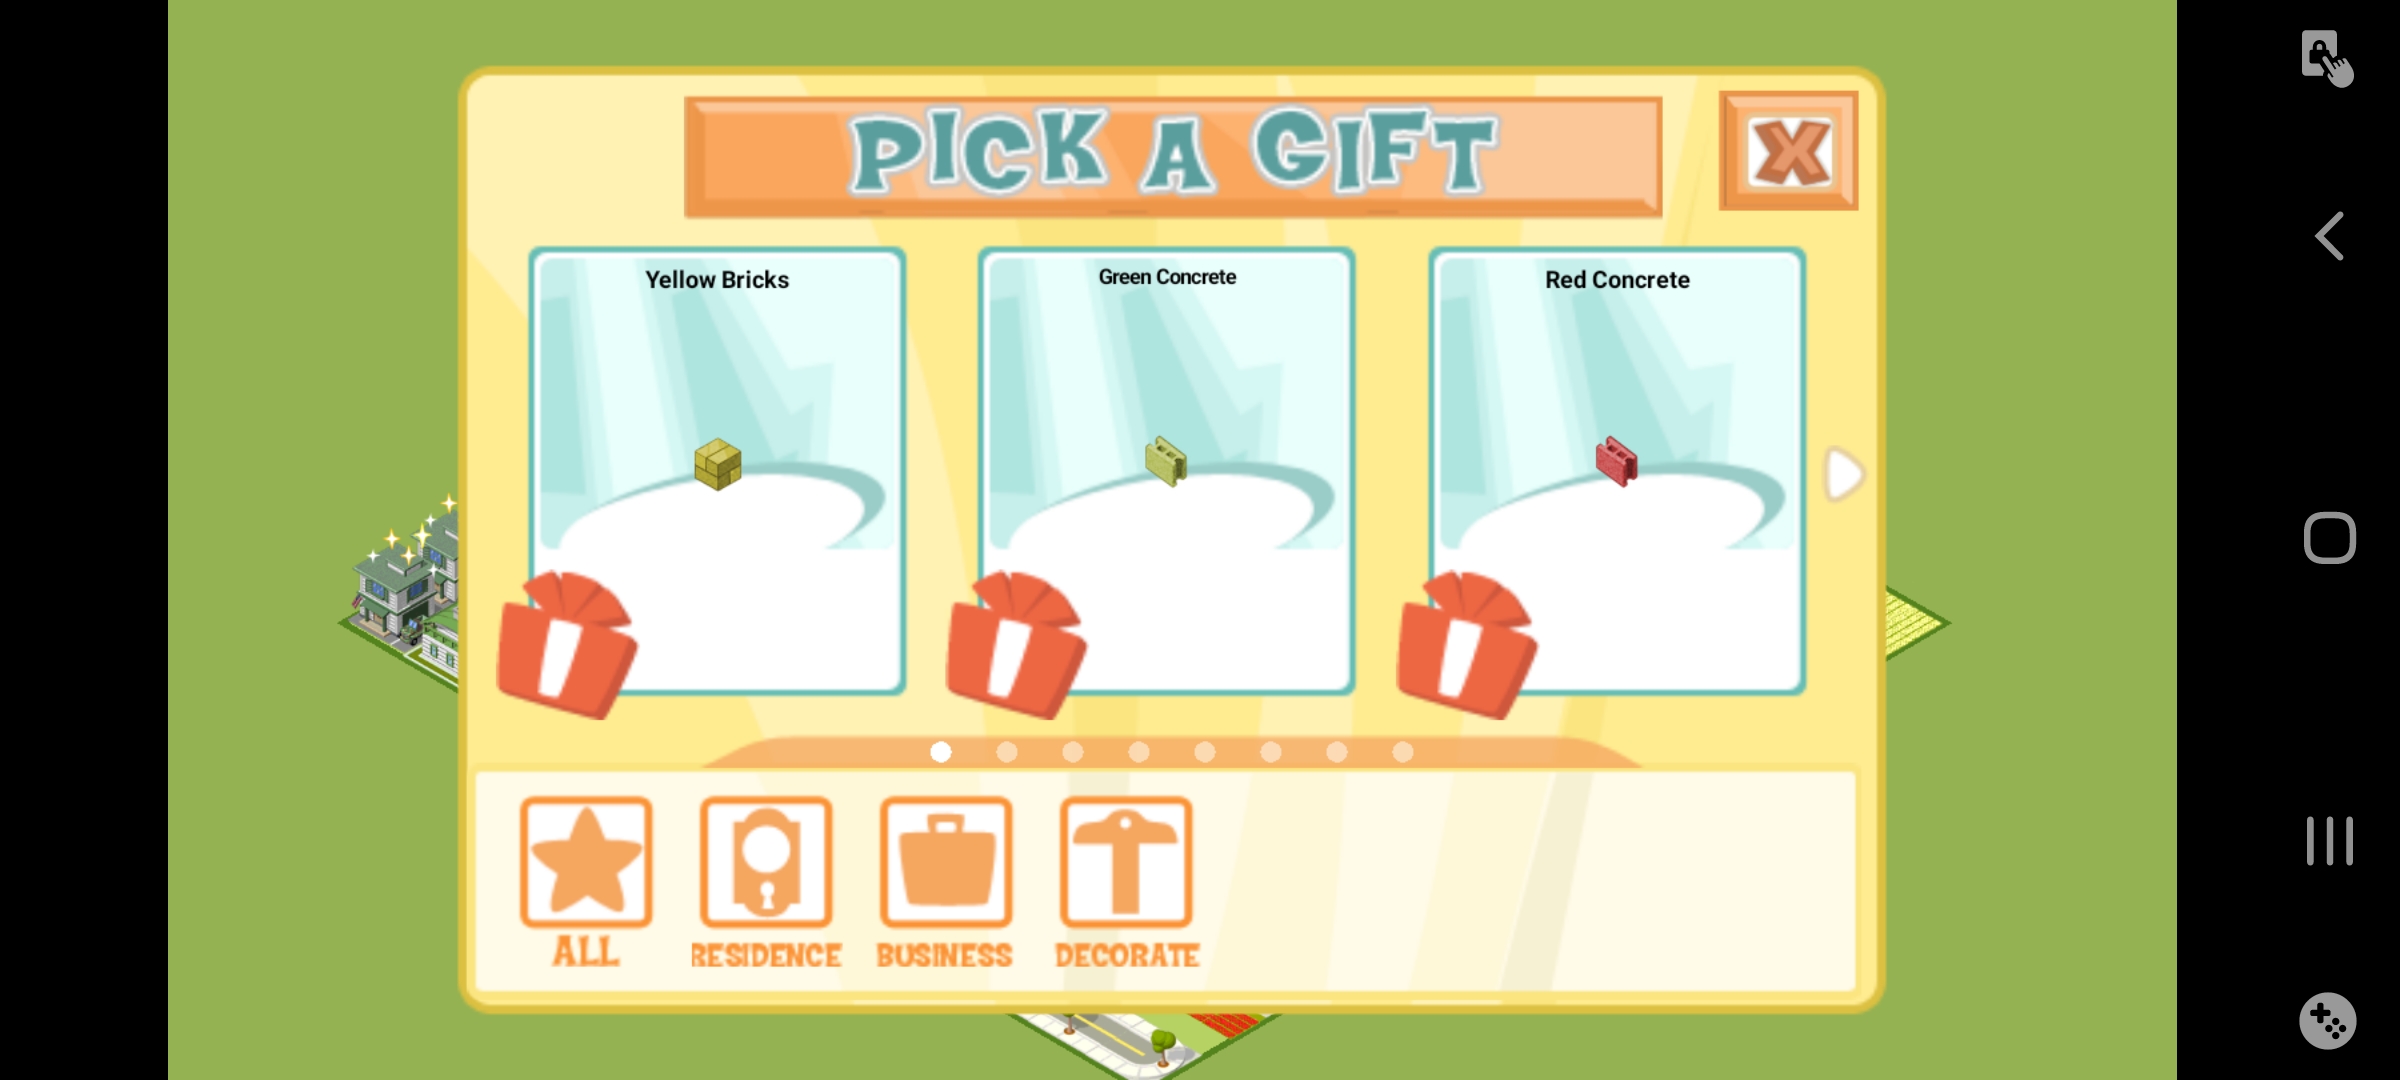 PICK A GIFT
X
Yellow Bricks
Green Concrete
Red Concrete
ALL
RESIDENCE
BUSINESS
DECORATE